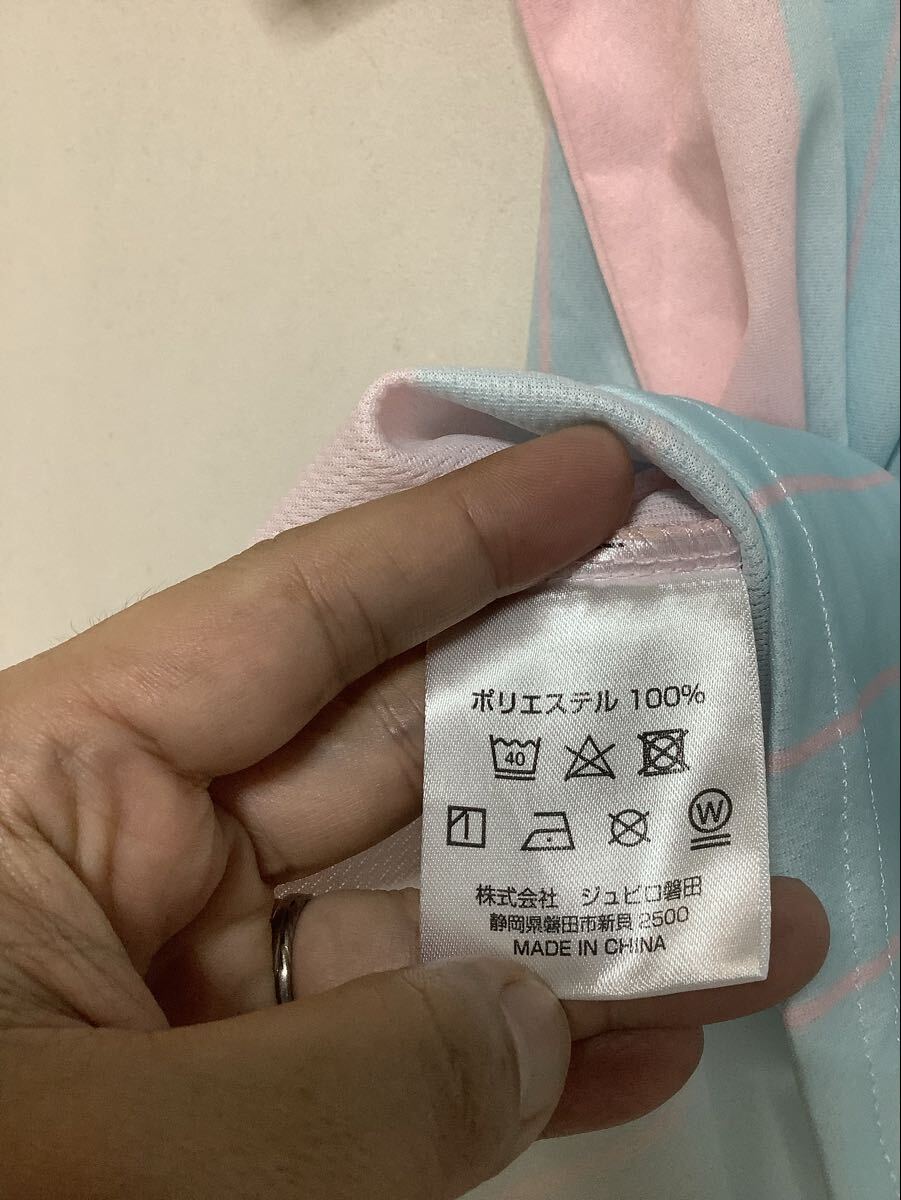 ポリエステル 100%
40
W
株式会社 ジュビロ磐田
静岡県磐田市新貝 2500
MADE IN CHINA